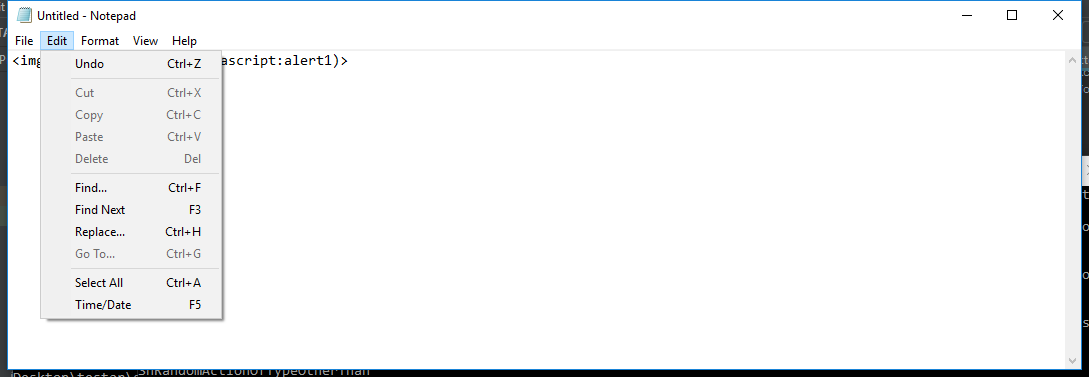 Untitled - Notepad
File Edit Format View Help
<img ascript:alert1)>
Undo Ctrl+Z
Cut Ctrl+X
Copy Ctrl+C
Paste Ctrl+V
Delete Del
Find... Ctrl+F
Find Next F3
Replace... Ctrl+H
Go To... Ctrl+G
Select All Ctrl+A
Time/Date F5